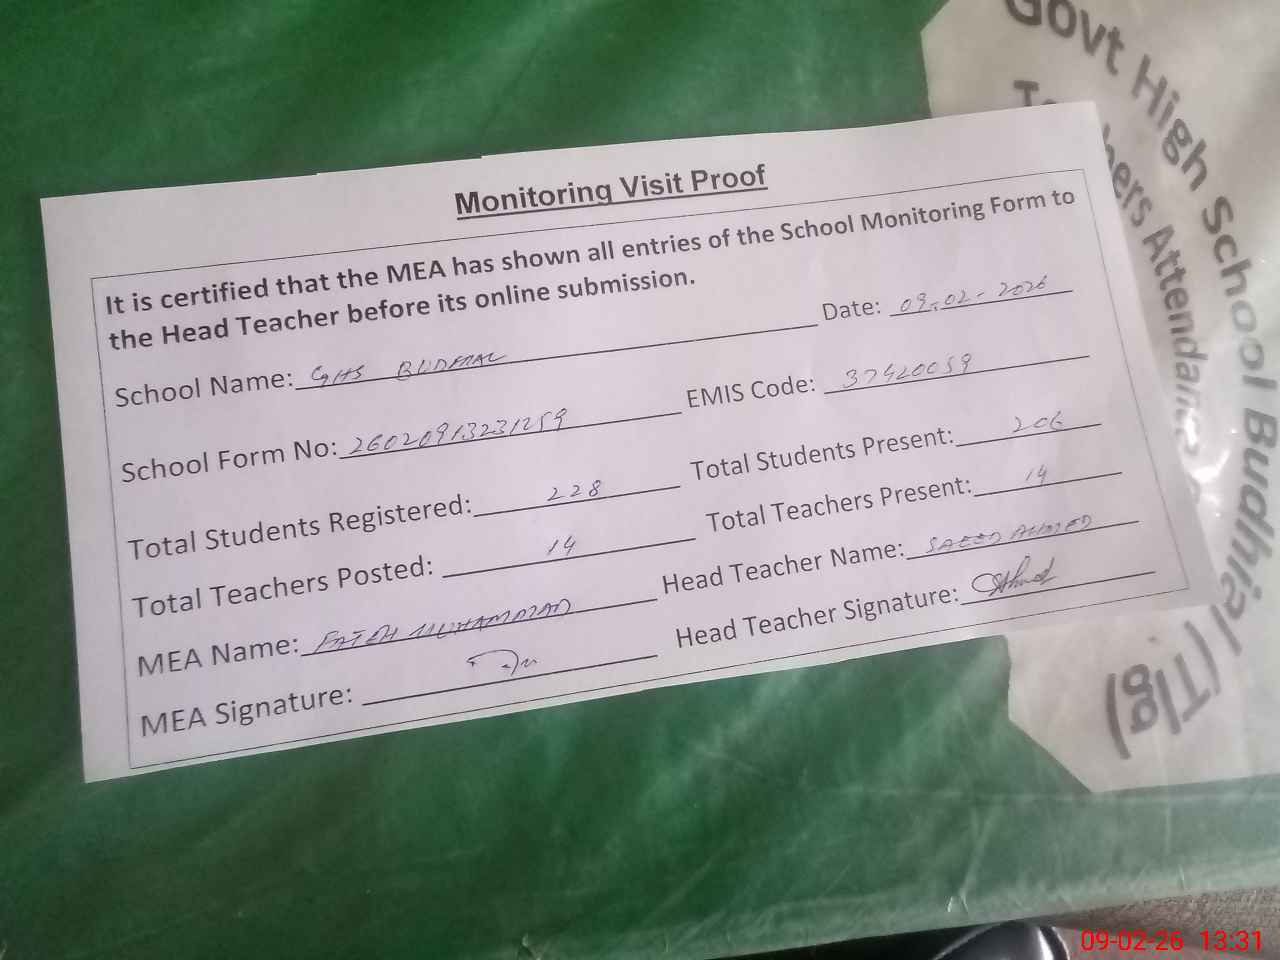 Monitoring Visit Proof
It is certified that the MEA has shown all entries of the School Monitoring Form to
the Head Teacher before its online submission.
Date: 09-02-2026
School Name: GHS BUDHIAL
EMIS Code: 37420059
School Form No: 26020913231259
Total Students Registered: 228 Total Students Present: 206
Total Teachers Posted: 14 Total Teachers Present: 14
MEA Name: FATEH MUHAMMAD Head Teacher Name: SAEED AHMED
MEA Signature: Head Teacher Signature:
Govt High School Budhial (Tlg)
Teachers Attendance
09-02-26 13:31